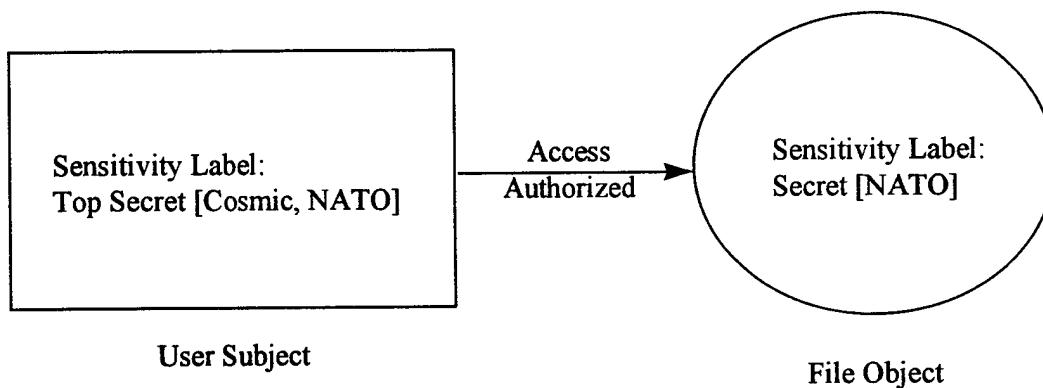 Sensitivity Label:
Top Secret [Cosmic, NATO]
Access
Authorized
Sensitivity Label:
Secret [NATO]
User Subject
File Object